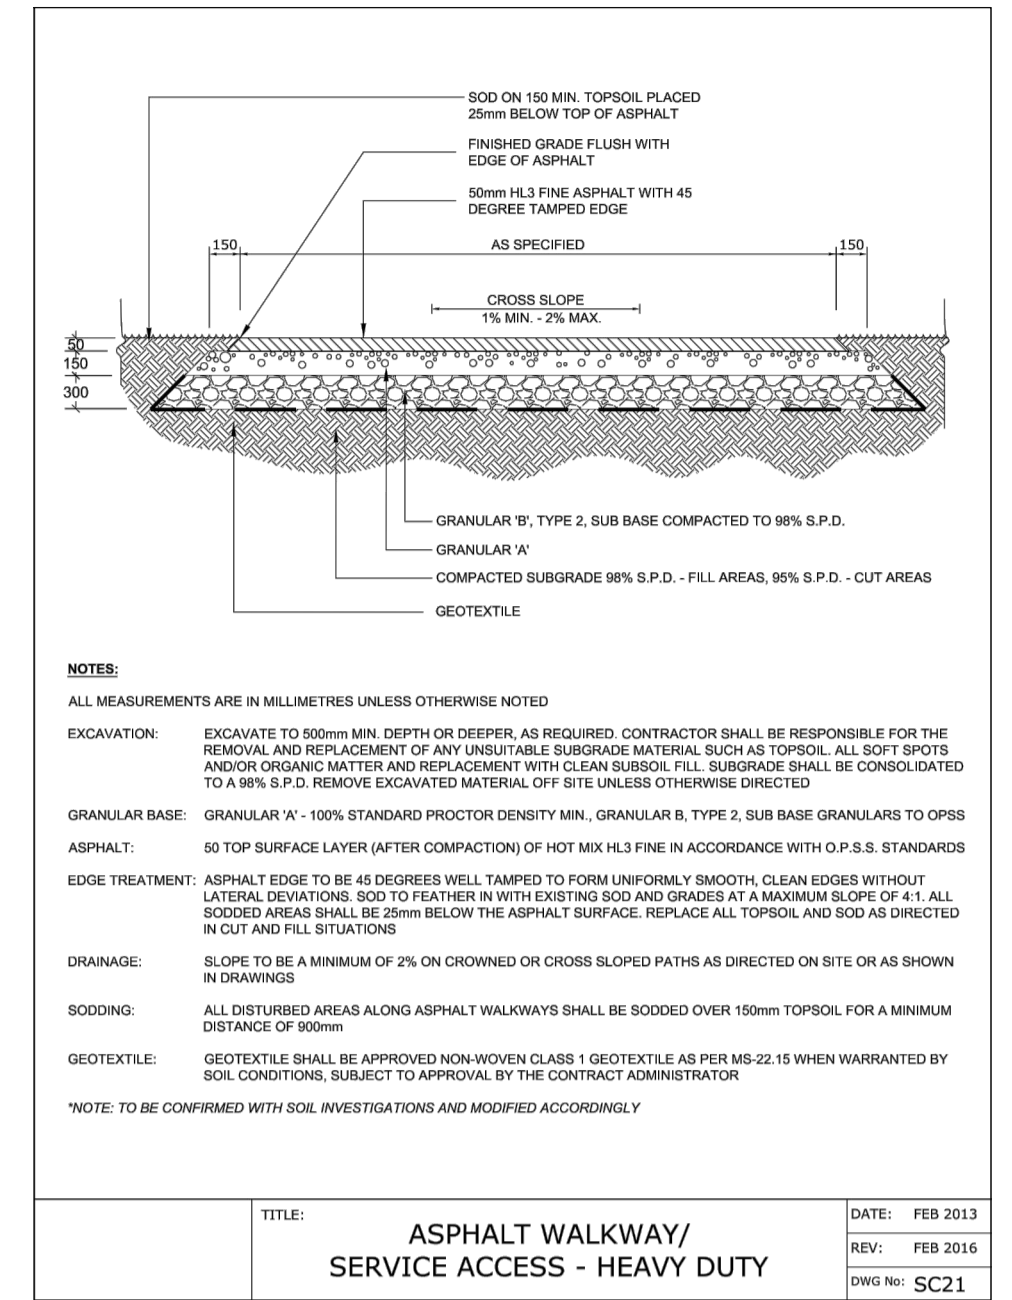 SOD ON 150 MIN. TOPSOIL PLACED
25mm BELOW TOP OF ASPHALT
FINISHED GRADE FLUSH WITH
EDGE OF ASPHALT
50mm HL3 FINE ASPHALT WITH 45
DEGREE TAMPED EDGE
150
AS SPECIFIED
150
CROSS SLOPE
1% MIN. - 2% MAX.
50
150
300
GRANULAR 'B', TYPE 2, SUB BASE COMPACTED TO 98% S.P.D.
GRANULAR 'A'
COMPACTED SUBGRADE 98% S.P.D. - FILL AREAS, 95% S.P.D. - CUT AREAS
GEOTEXTILE
NOTES:
ALL MEASUREMENTS ARE IN MILLIMETRES UNLESS OTHERWISE NOTED
EXCAVATION: EXCAVATE TO 500mm MIN. DEPTH OR DEEPER, AS REQUIRED. CONTRACTOR SHALL BE RESPONSIBLE FOR THE
REMOVAL AND REPLACEMENT OF ANY UNSUITABLE SUBGRADE MATERIAL SUCH AS TOPSOIL. ALL SOFT SPOTS
AND/OR ORGANIC MATTER AND REPLACEMENT WITH CLEAN SUBSOIL FILL. SUBGRADE SHALL BE CONSOLIDATED
TO A 98% S.P.D. REMOVE EXCAVATED MATERIAL OFF SITE UNLESS OTHERWISE DIRECTED
GRANULAR BASE: GRANULAR 'A' - 100% STANDARD PROCTOR DENSITY MIN., GRANULAR B, TYPE 2, SUB BASE GRANULARS TO OPSS
ASPHALT: 50 TOP SURFACE LAYER (AFTER COMPACTION) OF HOT MIX HL3 FINE IN ACCORDANCE WITH O.P.S.S. STANDARDS
EDGE TREATMENT: ASPHALT EDGE TO BE 45 DEGREES WELL TAMPED TO FORM UNIFORMLY SMOOTH, CLEAN EDGES WITHOUT
LATERAL DEVIATIONS. SOD TO FEATHER IN WITH EXISTING SOD AND GRADES AT A MAXIMUM SLOPE OF 4:1. ALL
SODDED AREAS SHALL BE 25mm BELOW THE ASPHALT SURFACE. REPLACE ALL TOPSOIL AND SOD AS DIRECTED
IN CUT AND FILL SITUATIONS
DRAINAGE: SLOPE TO BE A MINIMUM OF 2% ON CROWNED OR CROSS SLOPED PATHS AS DIRECTED ON SITE OR AS SHOWN
IN DRAWINGS
SODDING: ALL DISTURBED AREAS ALONG ASPHALT WALKWAYS SHALL BE SODDED OVER 150mm TOPSOIL FOR A MINIMUM
DISTANCE OF 900mm
GEOTEXTILE: GEOTEXTILE SHALL BE APPROVED NON-WOVEN CLASS 1 GEOTEXTILE AS PER MS-22.15 WHEN WARRANTED BY
SOIL CONDITIONS, SUBJECT TO APPROVAL BY THE CONTRACT ADMINISTRATOR
*NOTE: TO BE CONFIRMED WITH SOIL INVESTIGATIONS AND MODIFIED ACCORDINGLY
TITLE:
ASPHALT WALKWAY/
SERVICE ACCESS - HEAVY DUTY
DATE: FEB 2013
REV: FEB 2016
DWG No: SC21